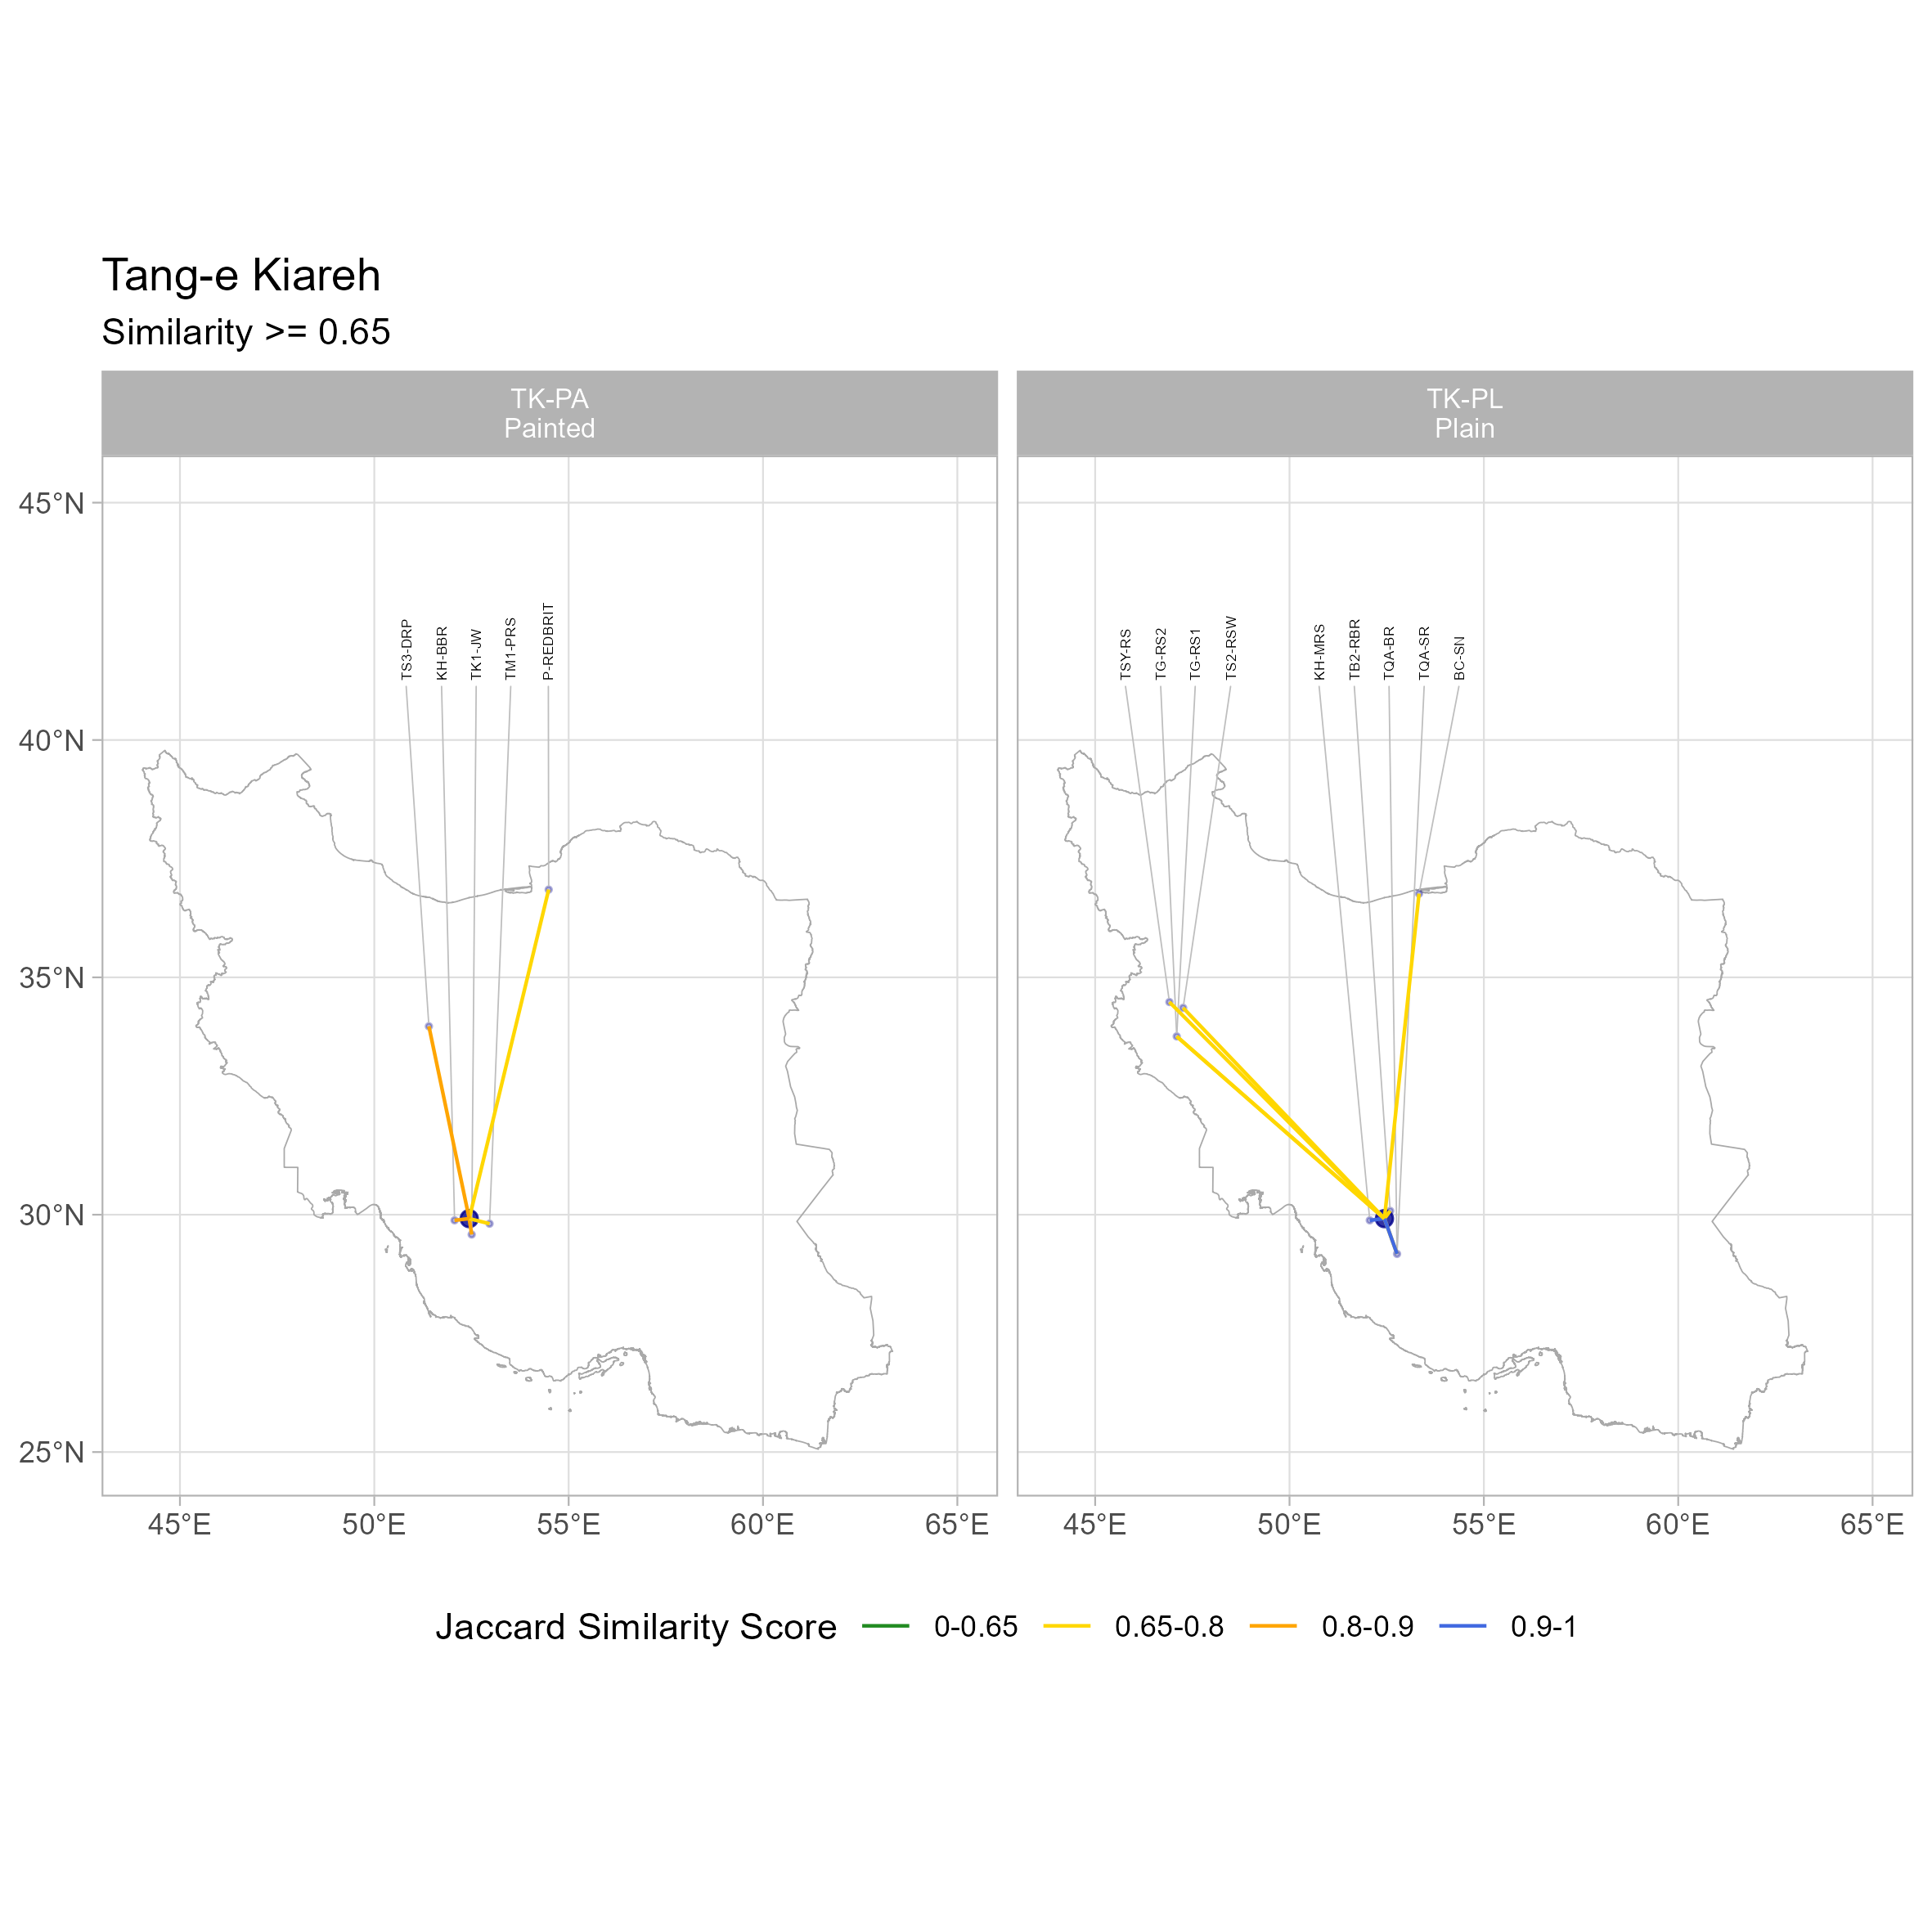 Tang-e Kiareh
Similarity >= 0.65
TK-PA
Painted
TK-PL
Plain
45°N
40°N
35°N
30°N
25°N
TS3-DRP
KH-BBR
TK1-JW
TM1-PRS
P-REDBRIT
TSY-RS
TG-RS2
TG-RS1
TS2-RSW
KH-MRS
TB2-RBR
TQA-BR
TQA-SR
BC-SN
45°E 50°E 55°E 60°E 65°E
45°E 50°E 55°E 60°E 65°E
Jaccard Similarity Score 0-0.65 0.65-0.8 0.8-0.9 0.9-1